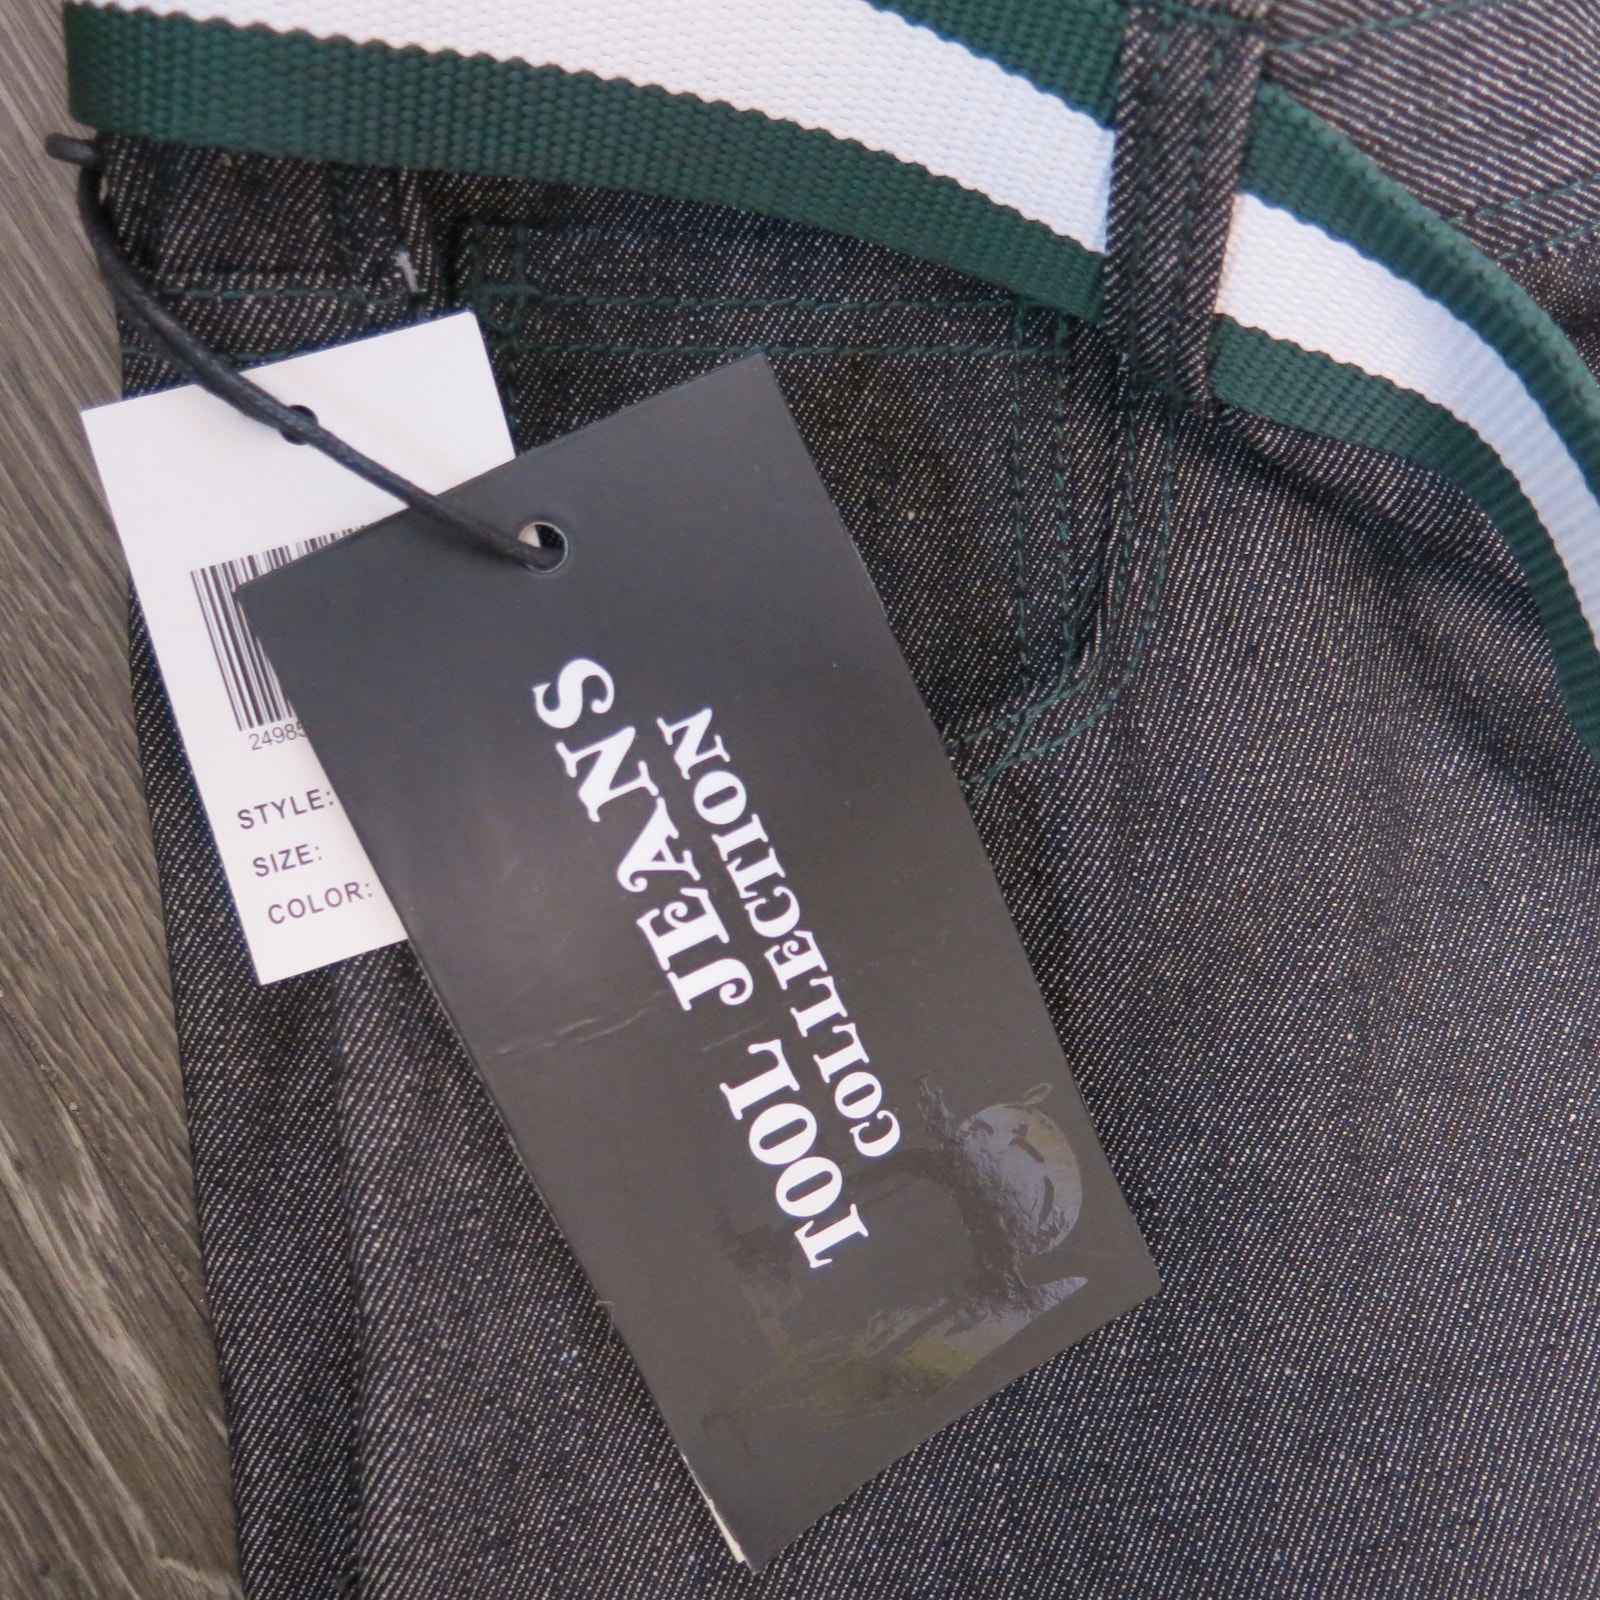 TOOL JEANS
COLLECTION
24985
STYLE:
SIZE:
COLOR: